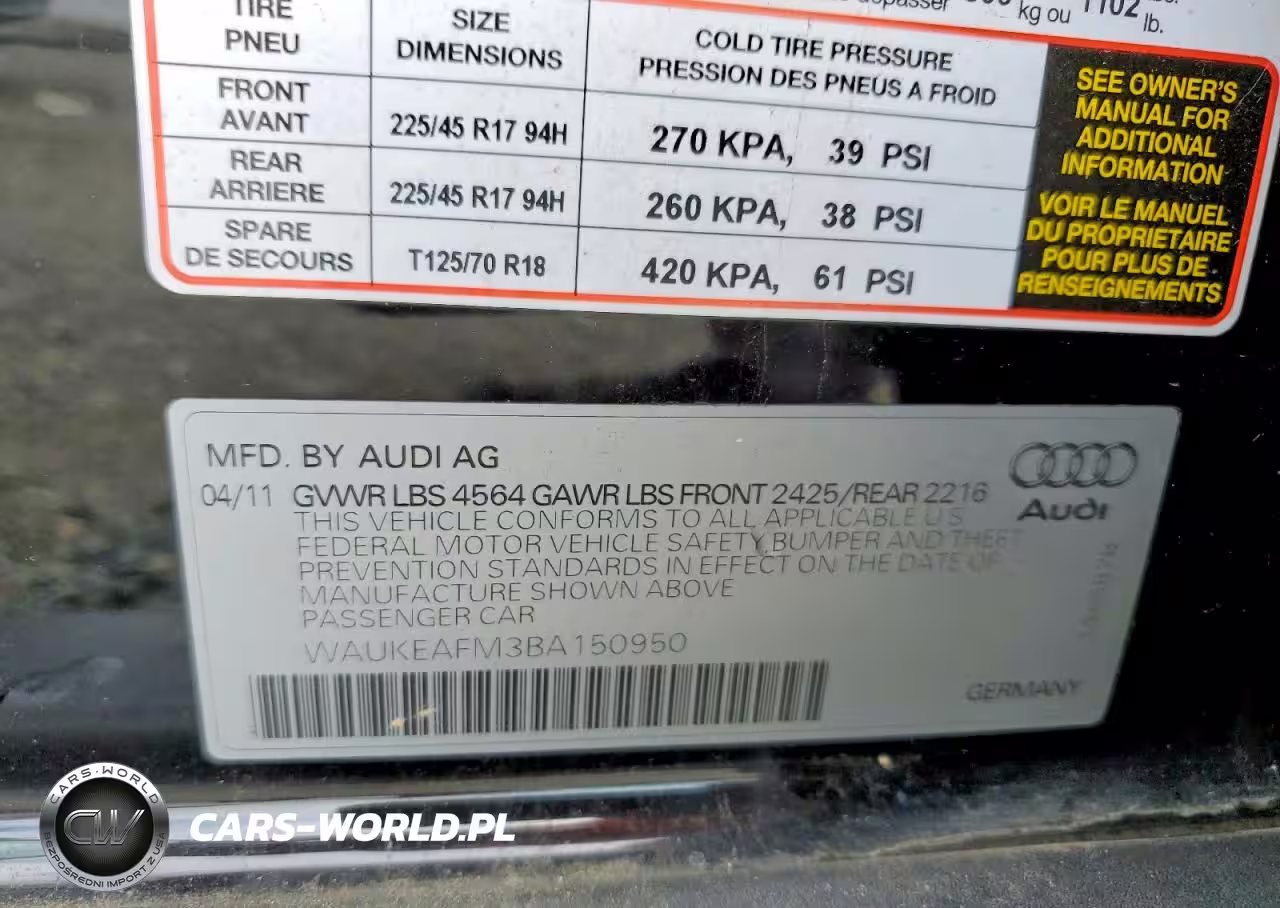 dépasser kg ou 1102 lb.
TIRE
PNEU
SIZE
DIMENSIONS
COLD TIRE PRESSURE
PRESSION DES PNEUS A FROID
FRONT
AVANT
225/45 R17 94H
270 KPA, 39 PSI
REAR
ARRIERE
225/45 R17 94H
260 KPA, 38 PSI
SPARE
DE SECOURS
T125/70 R18
420 KPA, 61 PSI
SEE OWNER'S
MANUAL FOR
ADDITIONAL
INFORMATION
VOIR LE MANUEL
DU PROPRIETAIRE
POUR PLUS DE
RENSEIGNEMENTS
MFD. BY AUDI AG
04/11 GVWR LBS 4564 GAWR LBS FRONT 2425/REAR 2216
THIS VEHICLE CONFORMS TO ALL APPLICABLE U.S
FEDERAL MOTOR VEHICLE SAFETY, BUMPER AND THEFT
PREVENTION STANDARDS IN EFFECT ON THE DATE OF
MANUFACTURE SHOWN ABOVE
PASSENGER CAR
WAUKEAFM3BA150950
Audi
GERMANY
CARS-WORLD
CW
BEZPOŚREDNI IMPORT Z USA
CARS-WORLD.PL